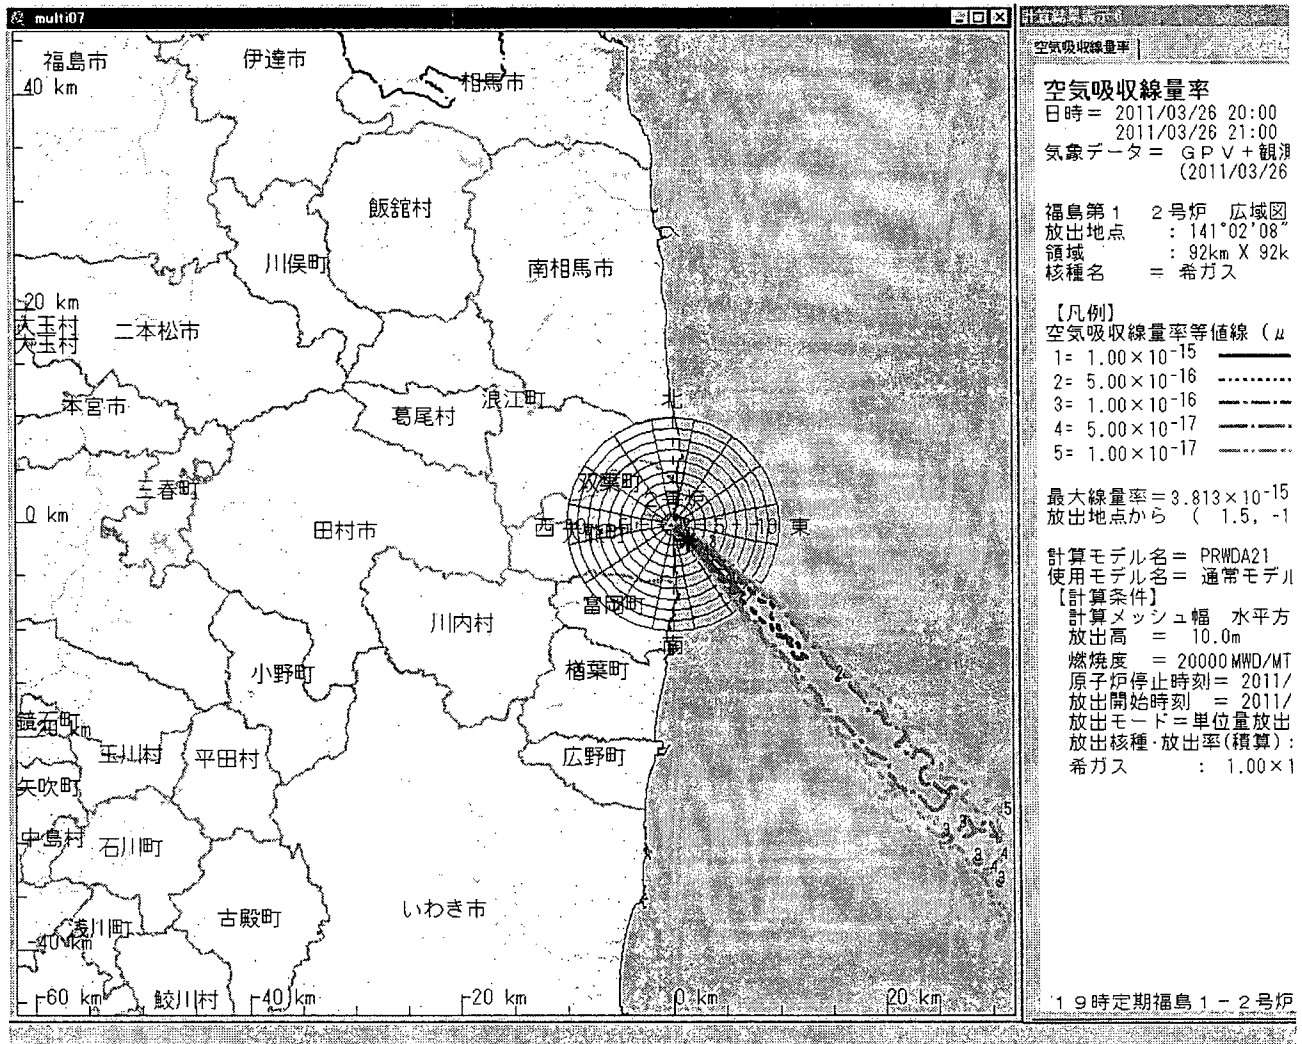 multi07
福島市
伊達市
相馬市
40 km
飯舘村
川俣町
南相馬市
20 km
大玉村
大玉村
二本松市
本宮市
葛尾村
浪江町
北
三春町
双葉町
0 km
田村市
西
東
富岡町
川内村
南
小野町
楢葉町
鏡石町
玉川村
平田村
広野町
矢吹町
中島村
石川町
古殿町
いわき市
浅川町
-40 km
鮫川村
-60 km
-40 km
-20 km
0 km
20 km
計算結果表示6
空気吸収線量率
空気吸収線量率
日時= 2011/03/26 20:00
2011/03/26 21:00
気象データ= GPV+観測
(2011/03/26
福島第1 2号炉 広域図
放出地点 : 141°02'08"
領域 : 92km X 92k
核種名 = 希ガス
【凡例】
空気吸収線量率等値線 (μ
1= 1.00×10-15
2= 5.00×10-16
3= 1.00×10-16
4= 5.00×10-17
5= 1.00×10-17
最大線量率=3.813×10-15
放出地点から ( 1.5, -1
計算モデル名= PRWDA21
使用モデル名= 通常モデル
【計算条件】
計算メッシュ幅 水平方
放出高 = 10.0m
燃焼度 = 20000MWD/MT
原子炉停止時刻= 2011/
放出開始時刻 = 2011/
放出モード=単位量放出
放出核種・放出率(積算) :
希ガス : 1.00×1
19時定期福島1-2号炉